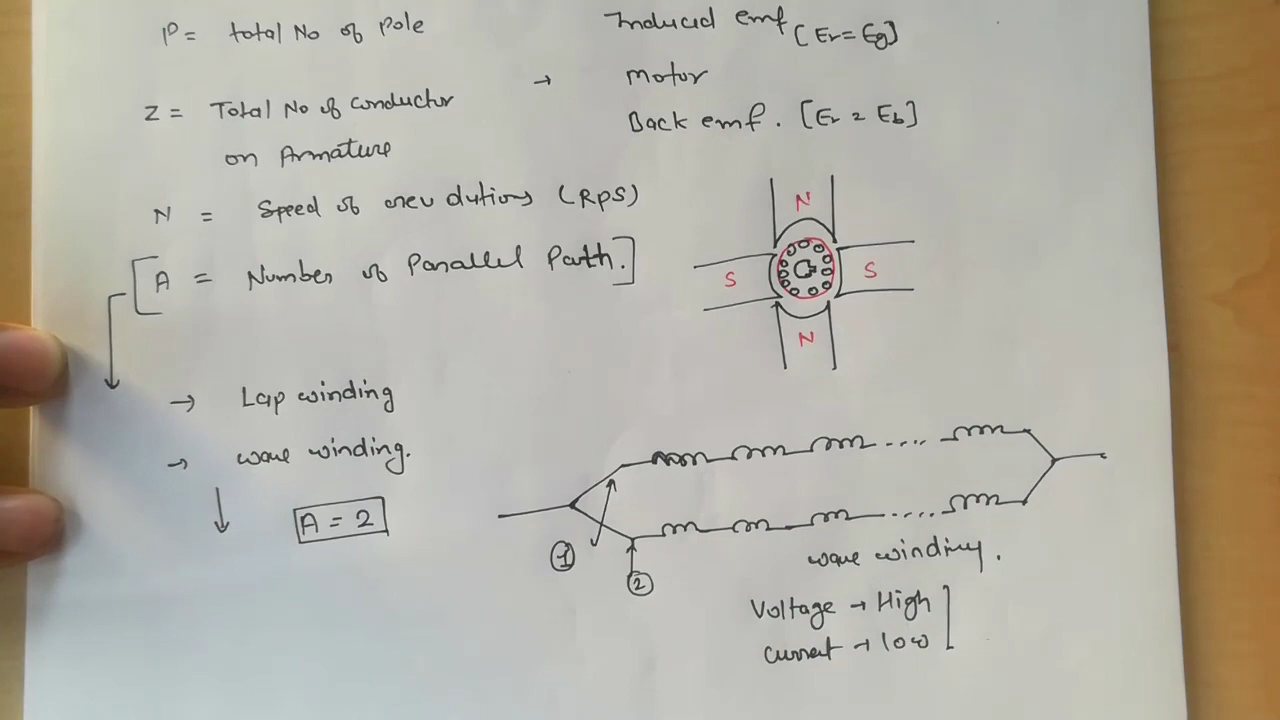 P = total No of Pole
Z = Total No of conductor
on Armature
N = Speed of (RPS)
[A = Number of Parallel Path.]
→ Lap winding
→ wave winding.
A = 2
Induced emf [Er = Eg]
→ Motor
Back emf. [Er = Eb]
N
S
S
N
1
2
wave winding.
Voltage → High
Current → low